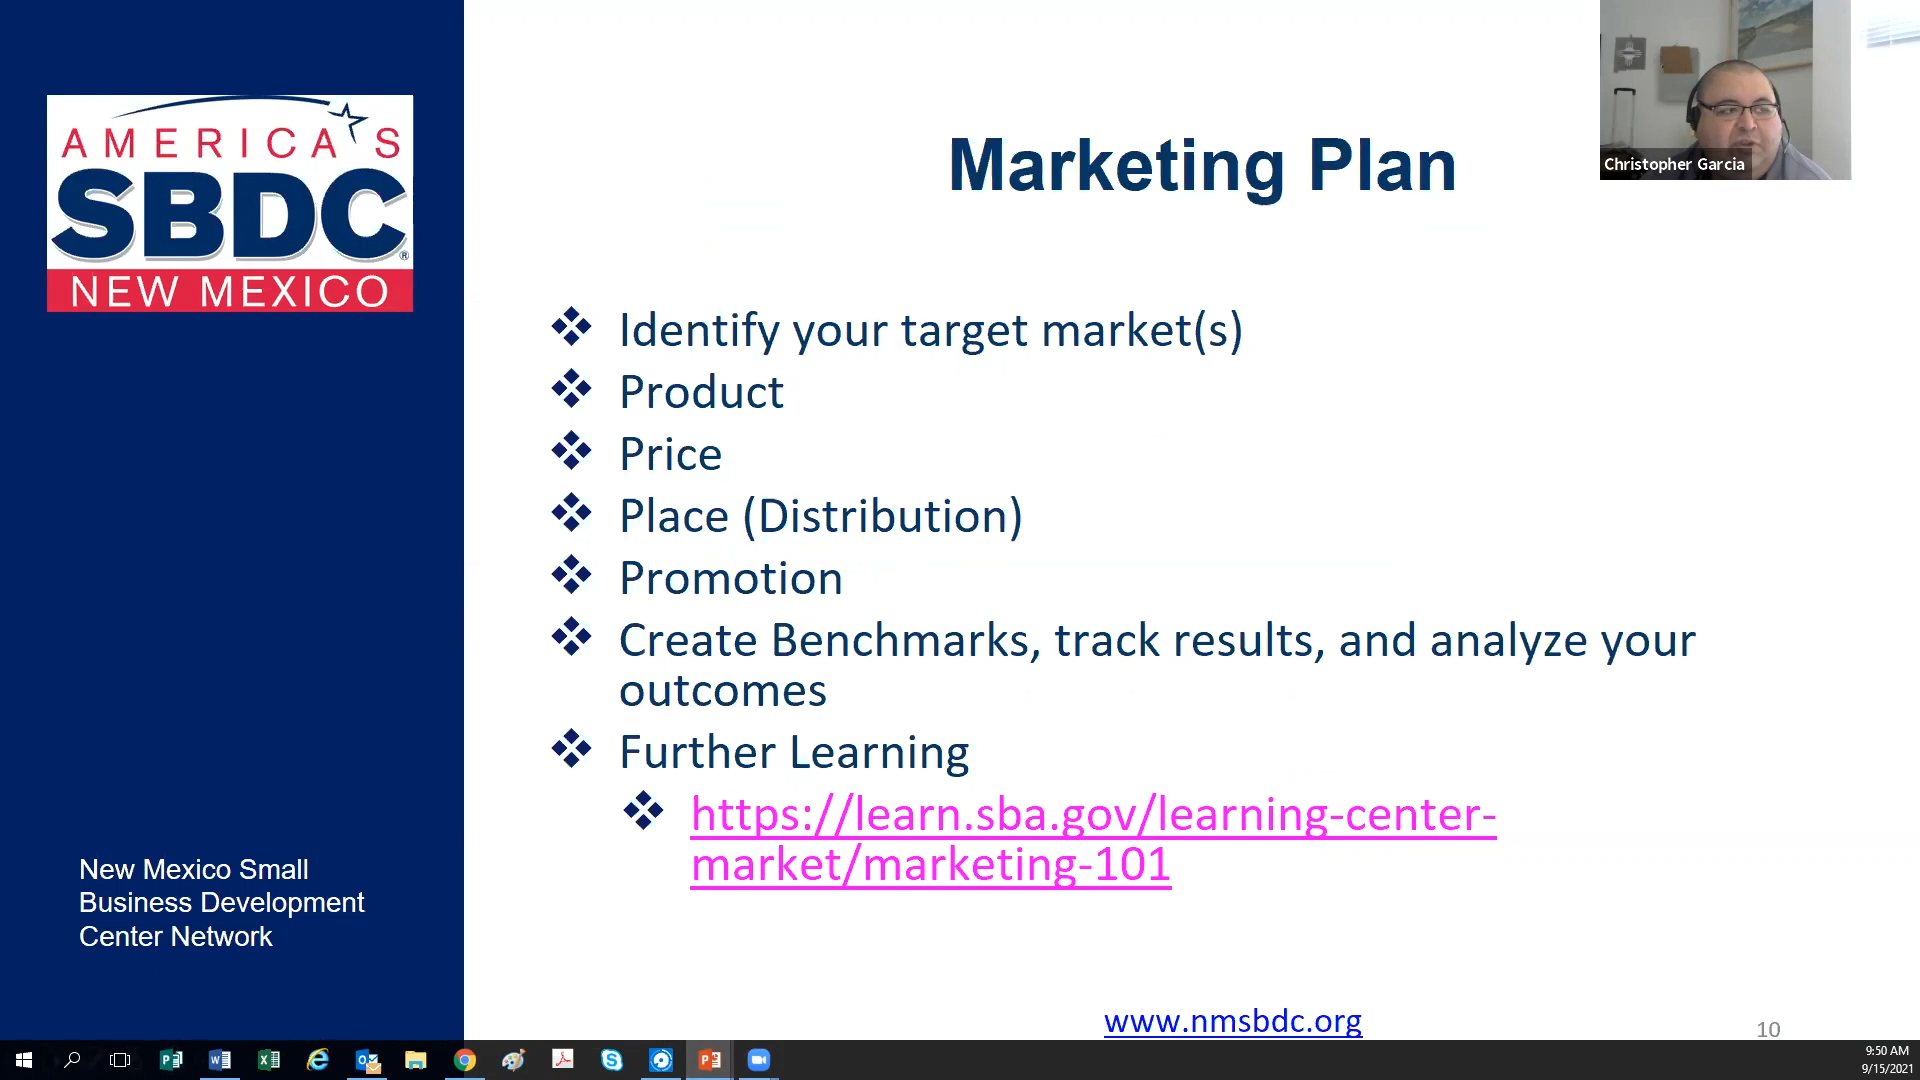 AMERICA'S
SBDC®
NEW MEXICO
Marketing Plan
Christopher Garcia
❖ Identify your target market(s)
❖ Product
❖ Price
❖ Place (Distribution)
❖ Promotion
❖ Create Benchmarks, track results, and analyze your
outcomes
❖ Further Learning
❖ https://learn.sba.gov/learning-center-
market/marketing-101
New Mexico Small
Business Development
Center Network
www.nmsbdc.org
10
9:50 AM
9/15/2021